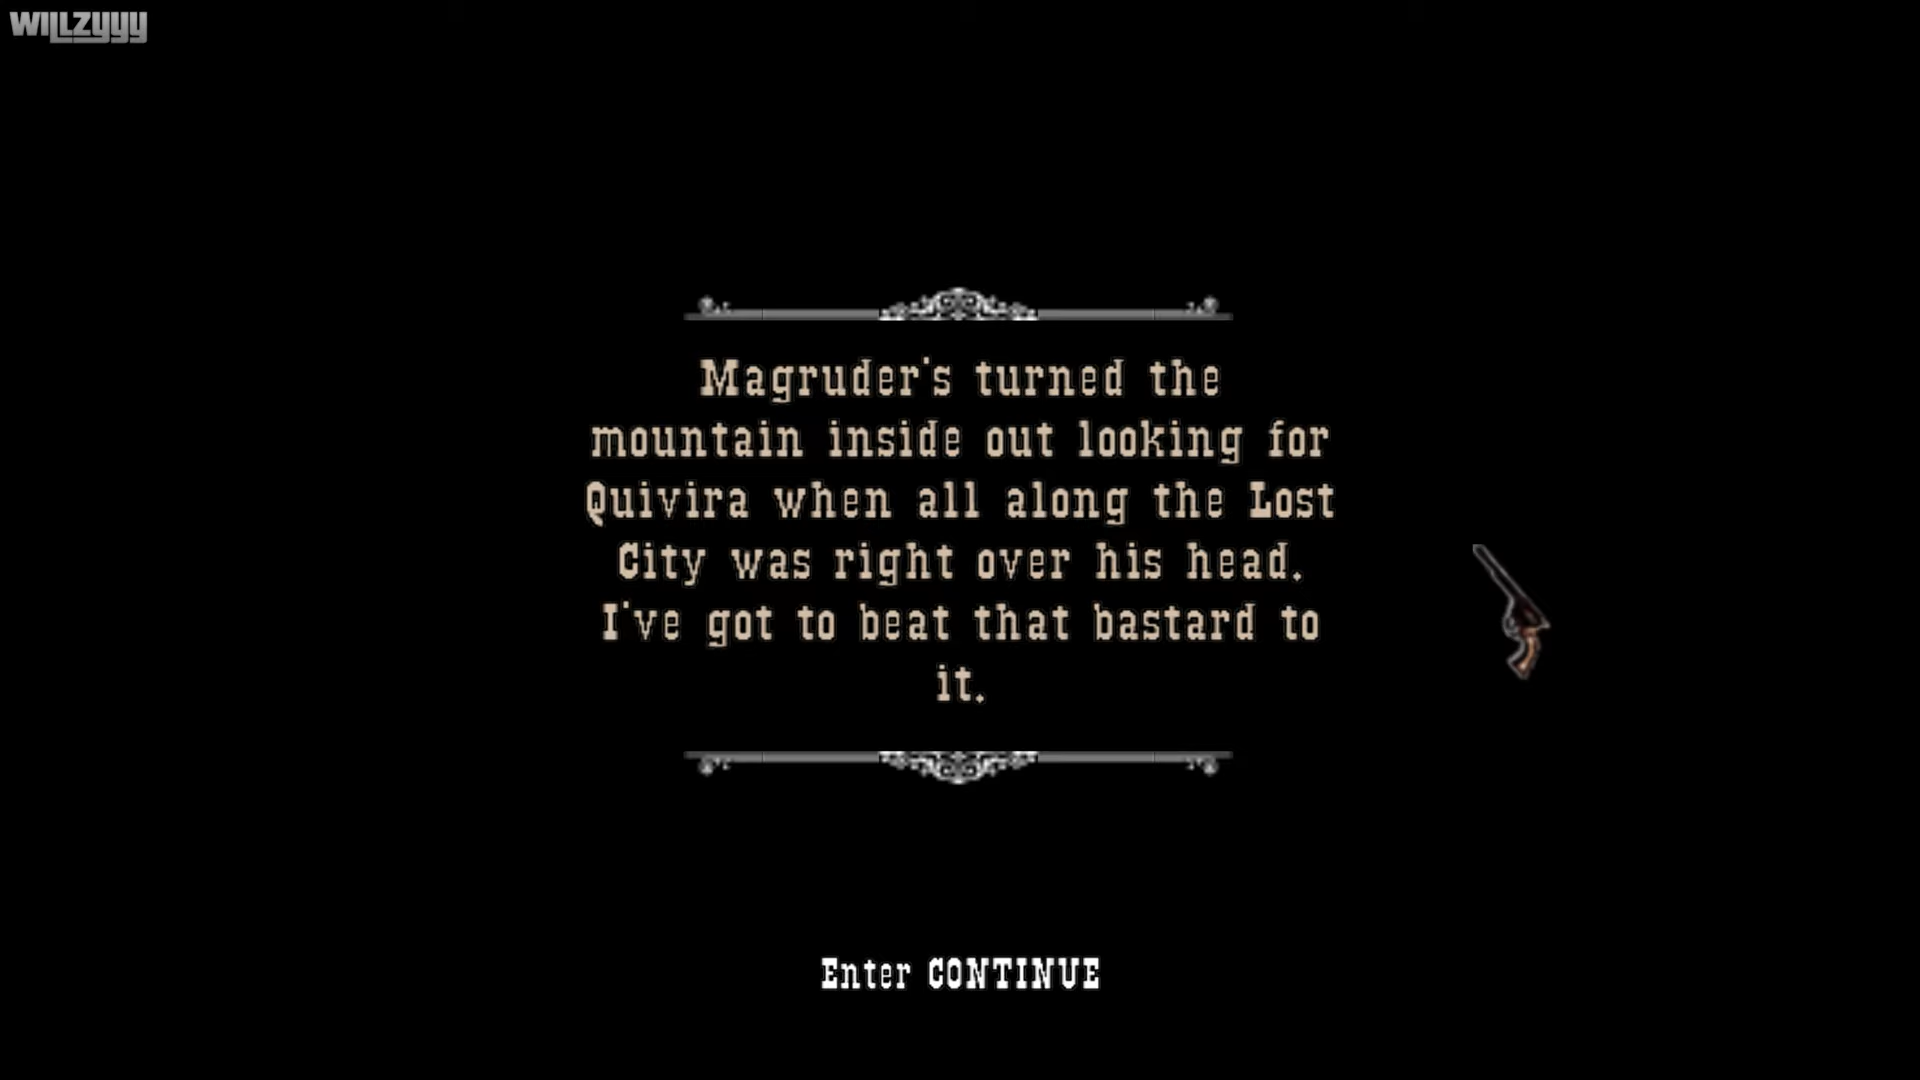 WILLZYYY
Magruder's turned the
mountain inside out looking for
Quivira when all along the Lost
City was right over his head.
I've got to beat that bastard to
it.
Enter CONTINUE